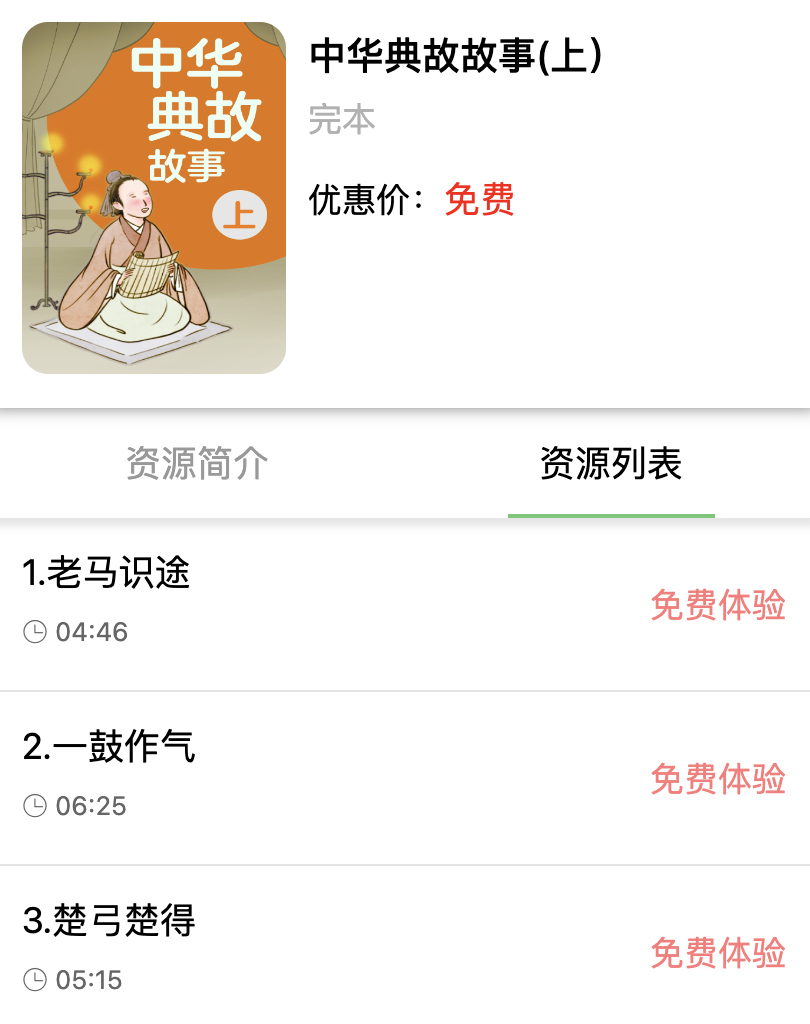 中华
典故
故事
上
中华典故故事(上）
完本
优惠价：免费
资源简介
资源列表
1.老马识途
04:46
免费体验
2.一鼓作气
06:25
免费体验
3.楚弓楚得
05:15
免费体验